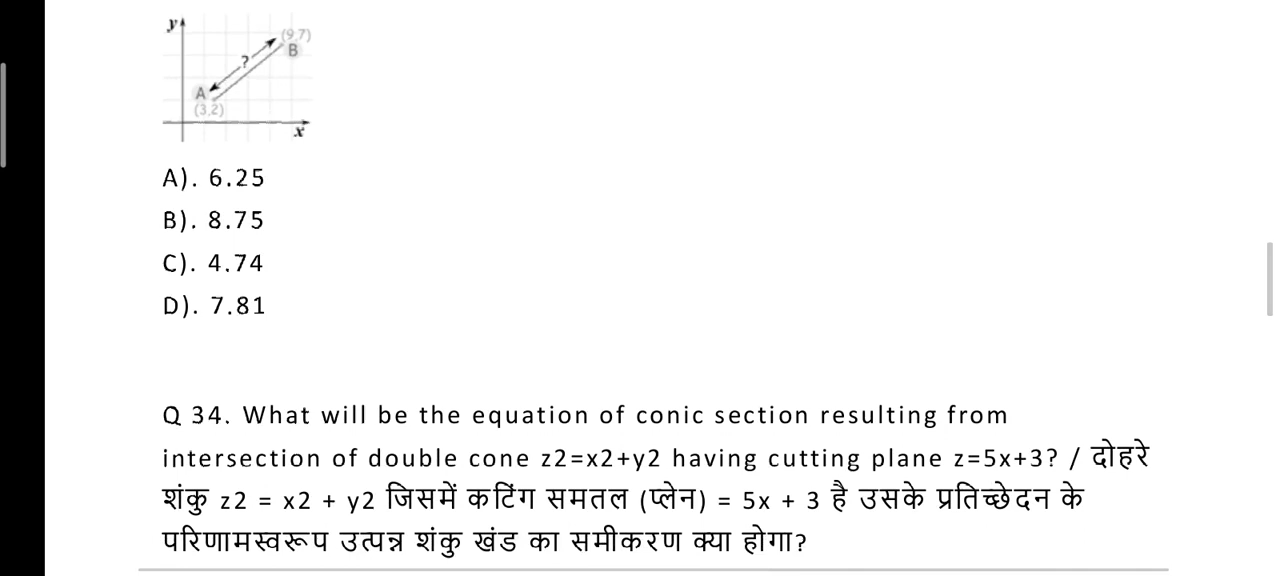 y
(9,7)
B
?
A
(3,2)
x
A). 6.25
B). 8.75
C). 4.74
D). 7.81
Q 34. What will be the equation of conic section resulting from
intersection of double cone z2=x2+y2 having cutting plane z=5x+3? / दोहरे
शंकु z2 = x2 + y2 जिसमें कटिंग समतल (प्लेन) = 5x + 3 है उसके प्रतिच्छेदन के
परिणामस्वरूप उत्पन्न शंकु खंड का समीकरण क्या होगा?